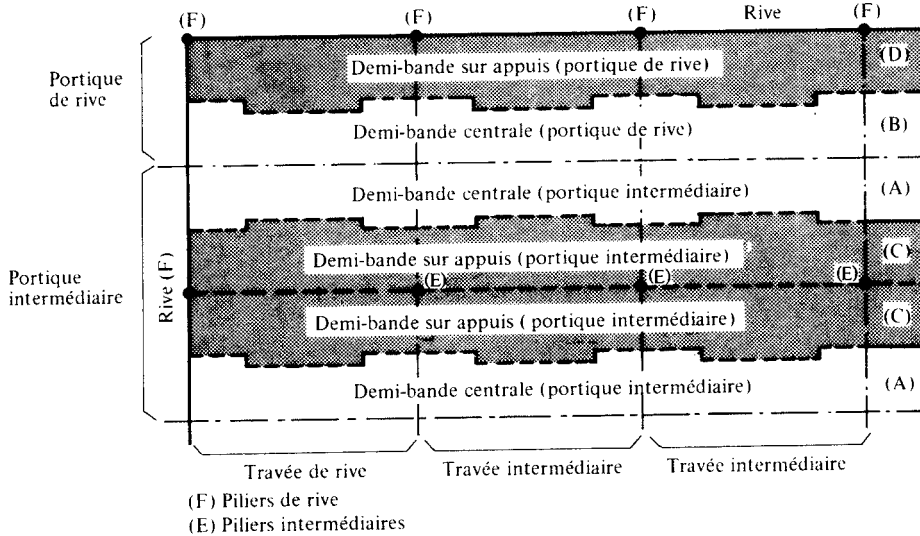 (F) (F) (F) Rive (F)
Demi-bande sur appuis (portique de rive) (D)
Portique
de rive
Demi-bande centrale (portique de rive) (B)
Demi-bande centrale (portique intermédiaire) (A)
Demi-bande sur appuis (portique intermédiaire) (C)
Portique
intermédiaire
Rive (F)
(E) (E) (E)
Demi-bande sur appuis (portique intermédiaire) (C)
Demi-bande centrale (portique intermédiaire) (A)
Travée de rive Travée intermédiaire Travée intermédiaire
(F) Piliers de rive
(E) Piliers intermédiaires